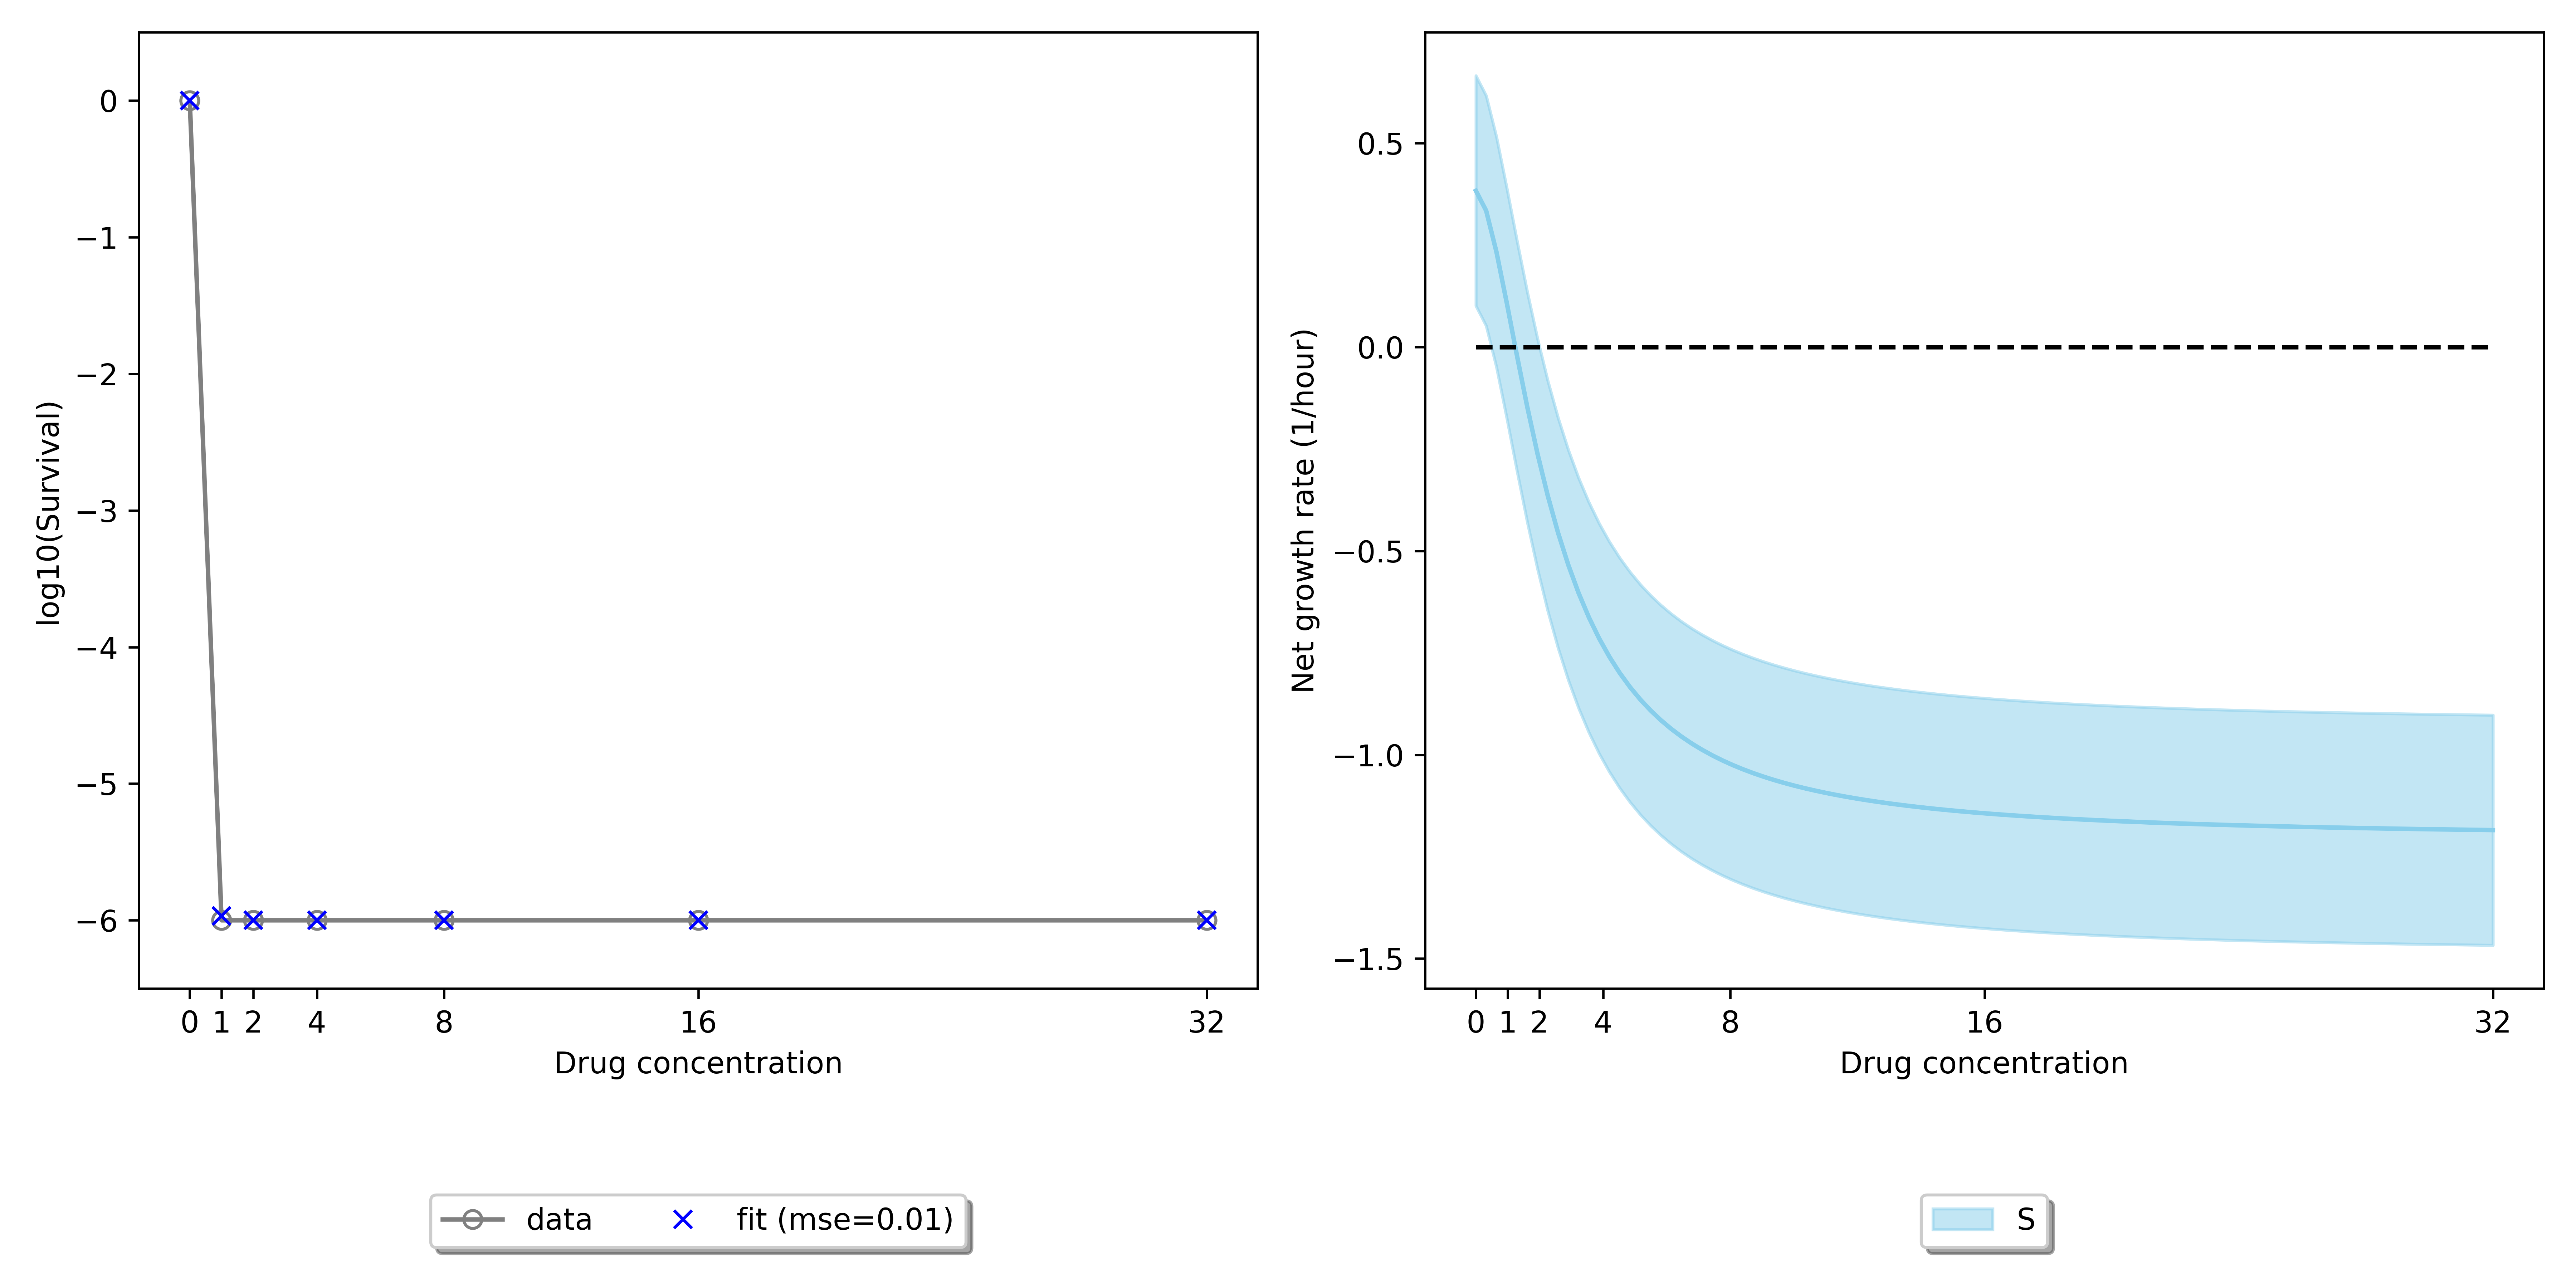 log10(Survival)
0
−1
−2
−3
−4
−5
−6
0 1 2 4 8 16 32
Drug concentration
data fit (mse=0.01)
Net growth rate (1/hour)
0.5
0.0
−0.5
−1.0
−1.5
0 1 2 4 8 16 32
Drug concentration
S